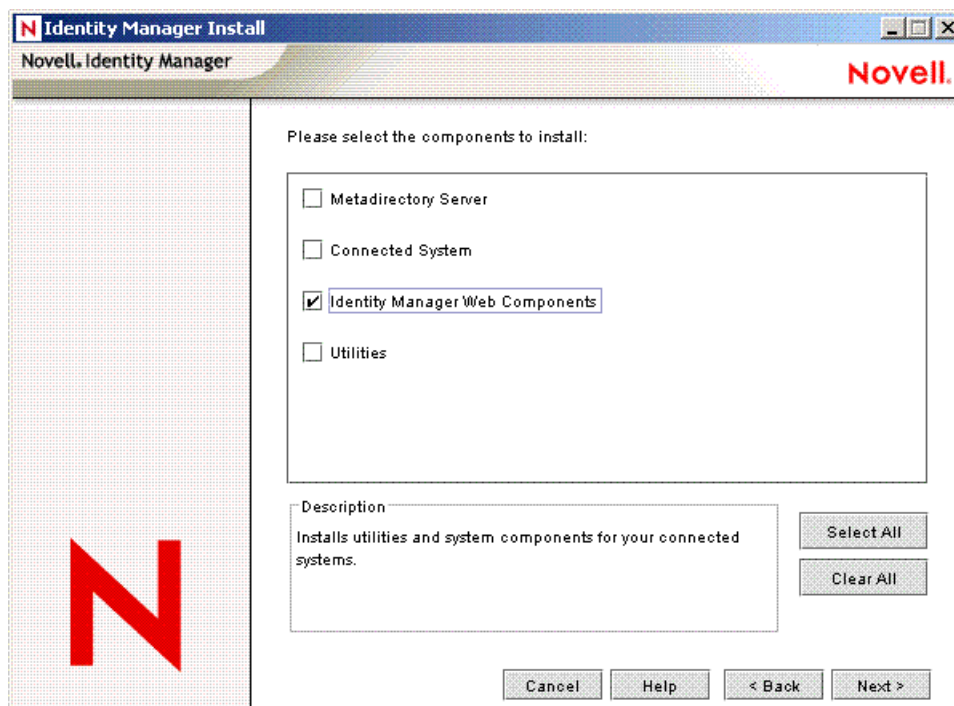 Identity Manager Install
Novell. Identity Manager
Novell.
Please select the components to install:
Metadirectory Server
Connected System
Identity Manager Web Components
Utilities
Description
Installs utilities and system components for your connected
systems.
Select All
Clear All
Cancel
Help
< Back
Next >